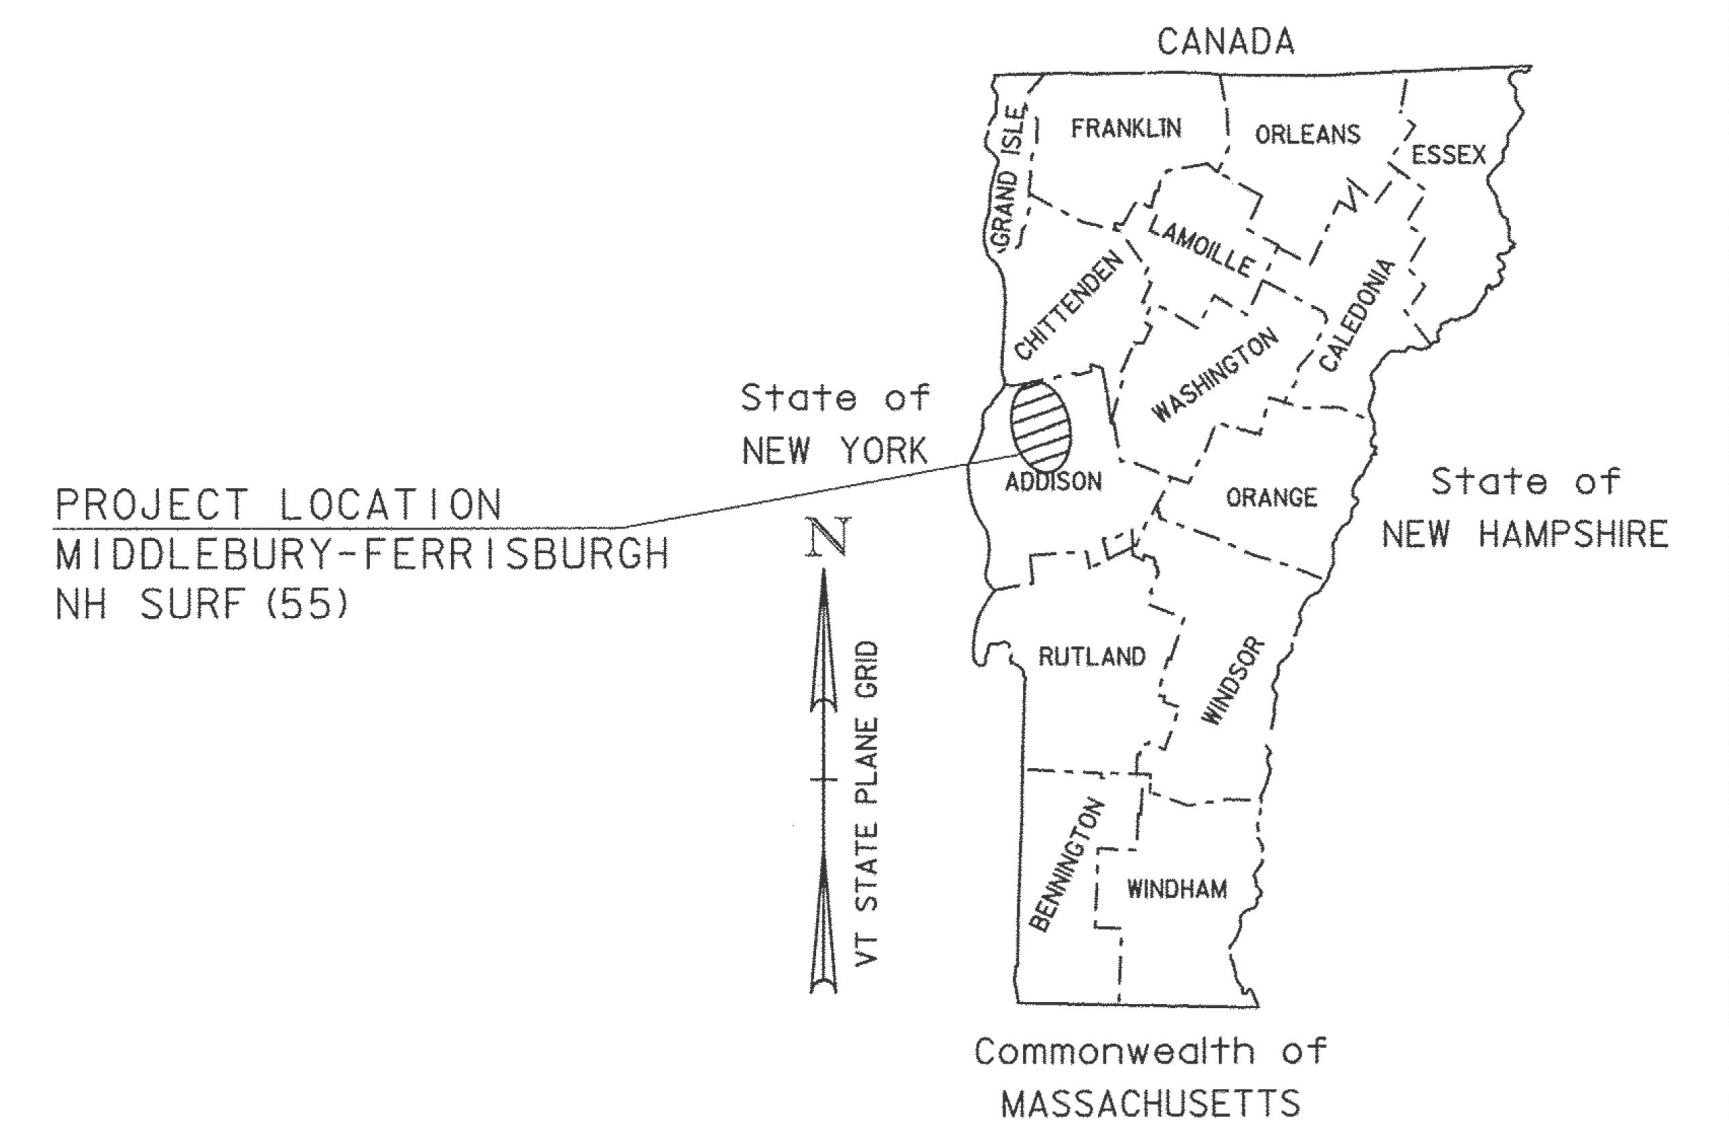 CANADA
GRAND ISLE
FRANKLIN
ORLEANS
ESSEX
LAMOILLE
CHITTENDEN
CALEDONIA
WASHINGTON
State of
NEW YORK
ADDISON
ORANGE
State of
NEW HAMPSHIRE
PROJECT LOCATION
MIDDLEBURY-FERRISBURGH
NH SURF (55)
N
VT STATE PLANE GRID
RUTLAND
WINDSOR
BENNINGTON
WINDHAM
Commonwealth of
MASSACHUSETTS